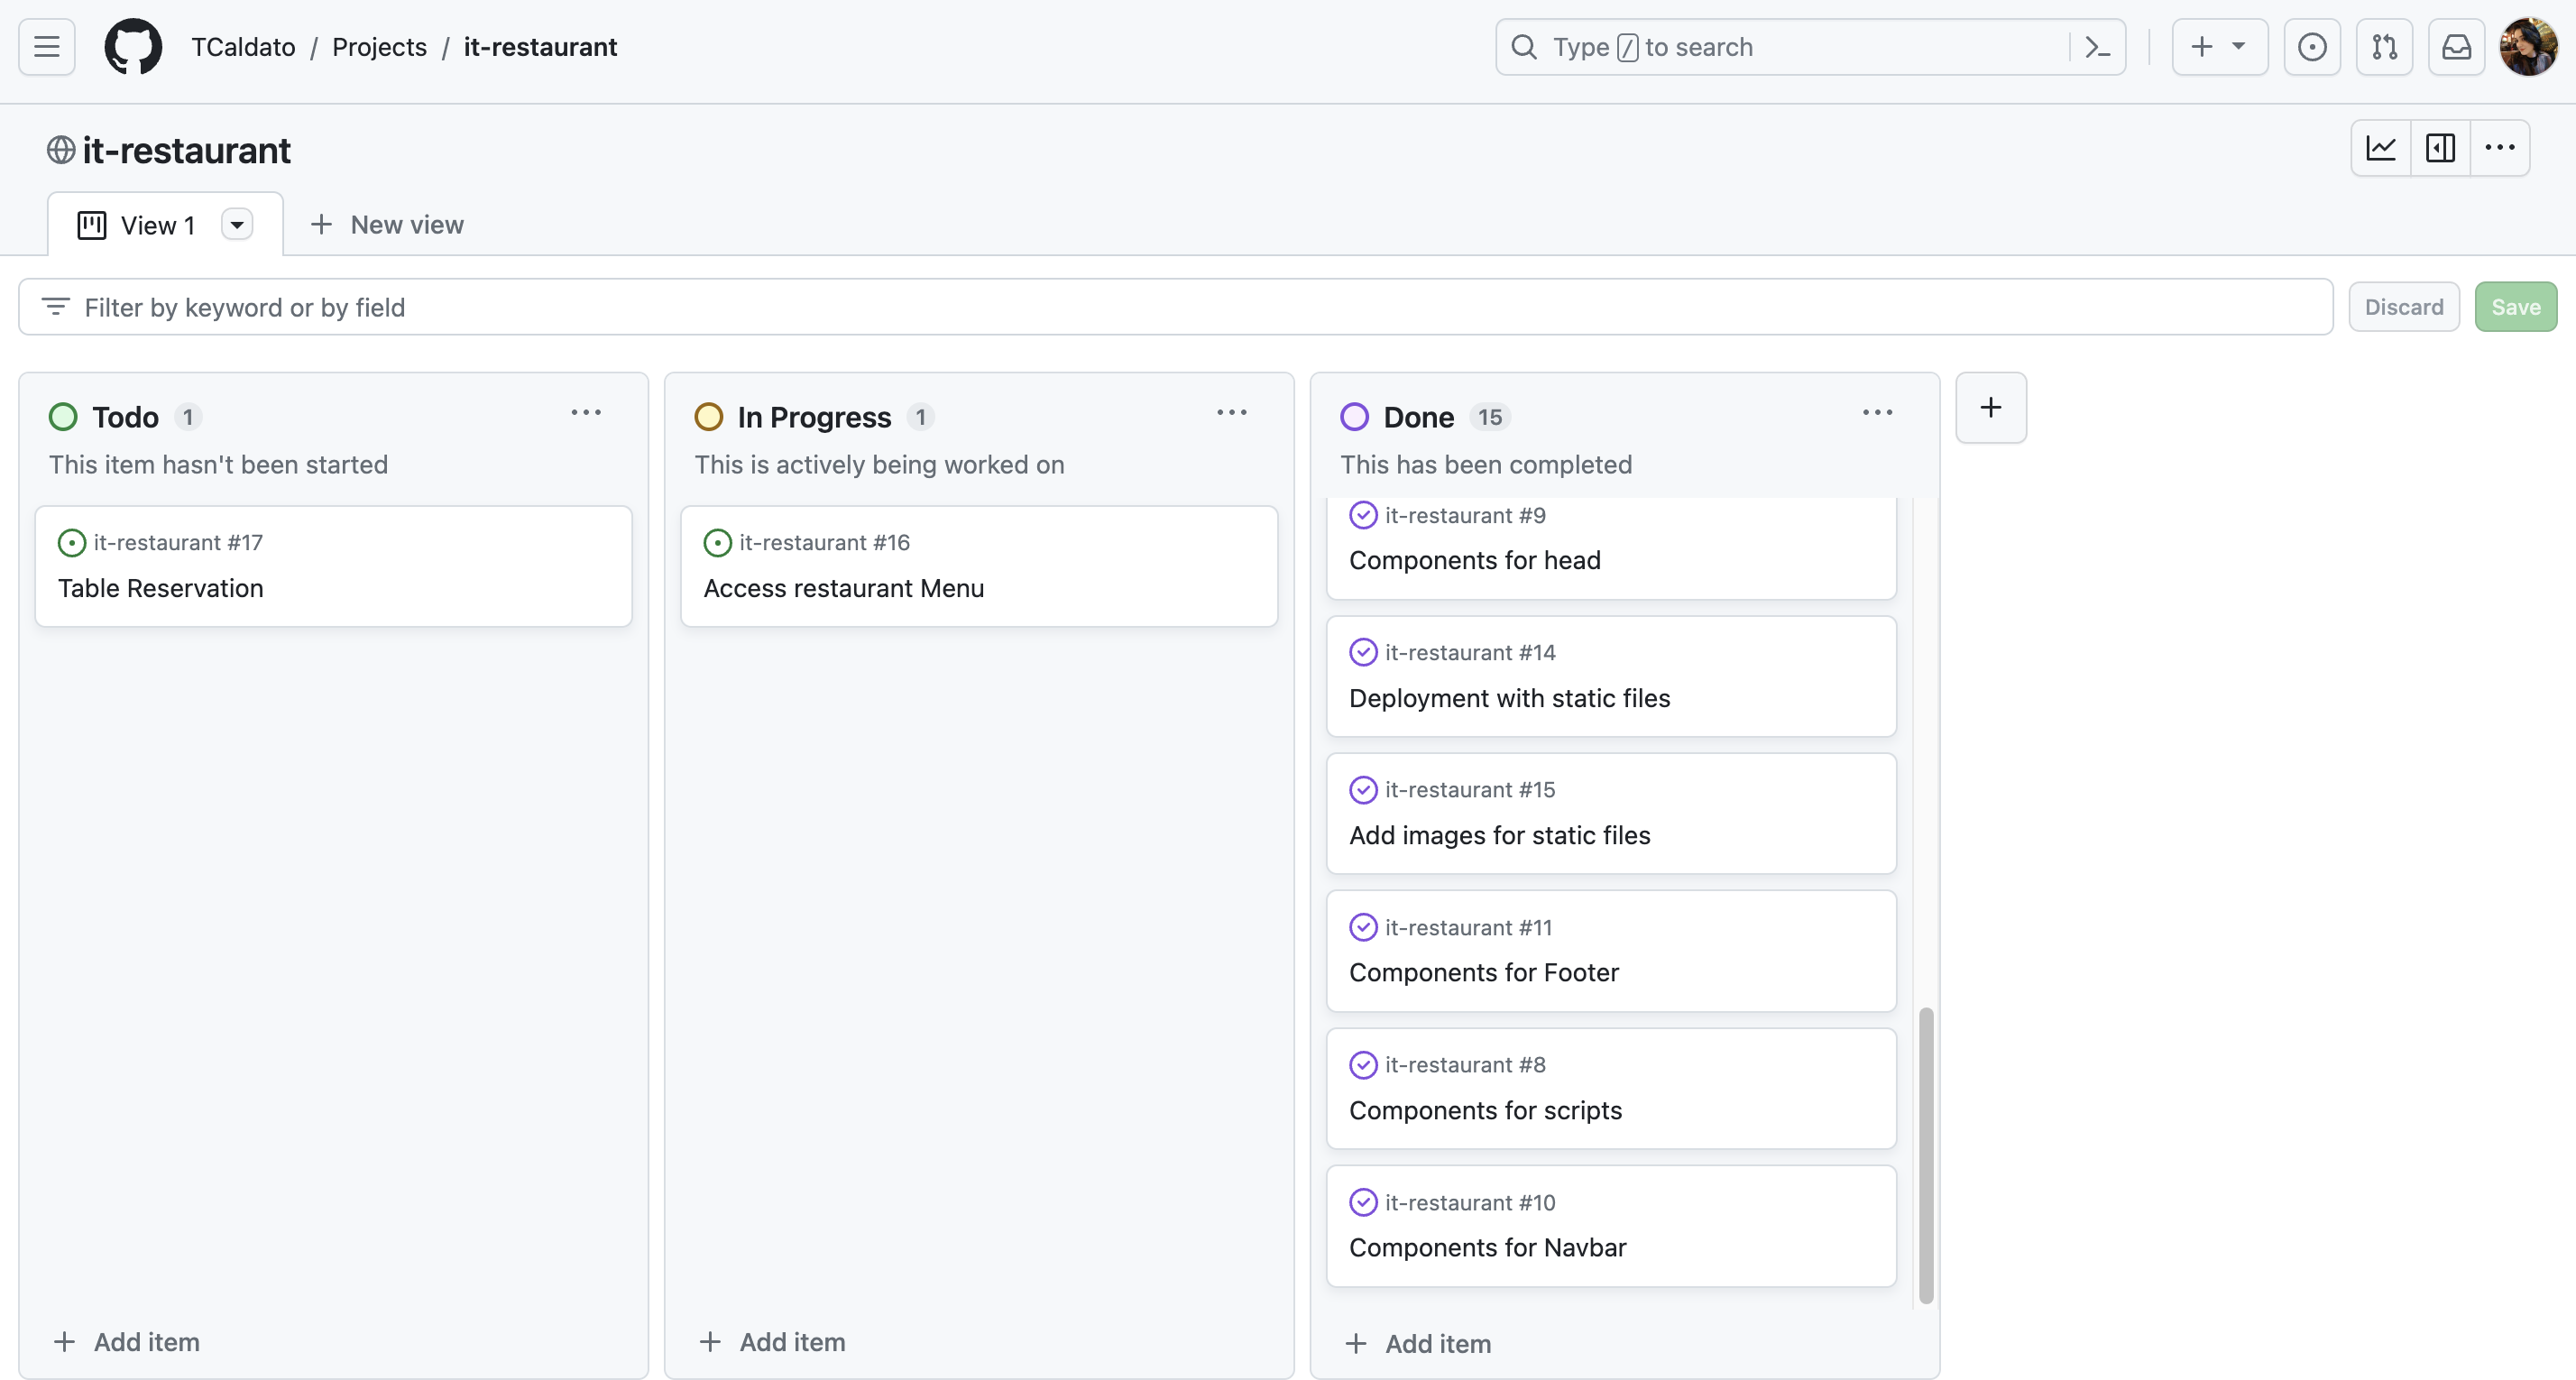 TCaldato / Projects / it-restaurant
Type / to search
it-restaurant
View 1
New view
Filter by keyword or by field
Discard
Save
Todo 1
This item hasn't been started
it-restaurant #17
Table Reservation
Add item
In Progress 1
This is actively being worked on
it-restaurant #16
Access restaurant Menu
Add item
Done 15
This has been completed
it-restaurant #9
Components for head
it-restaurant #14
Deployment with static files
it-restaurant #15
Add images for static files
it-restaurant #11
Components for Footer
it-restaurant #8
Components for scripts
it-restaurant #10
Components for Navbar
Add item